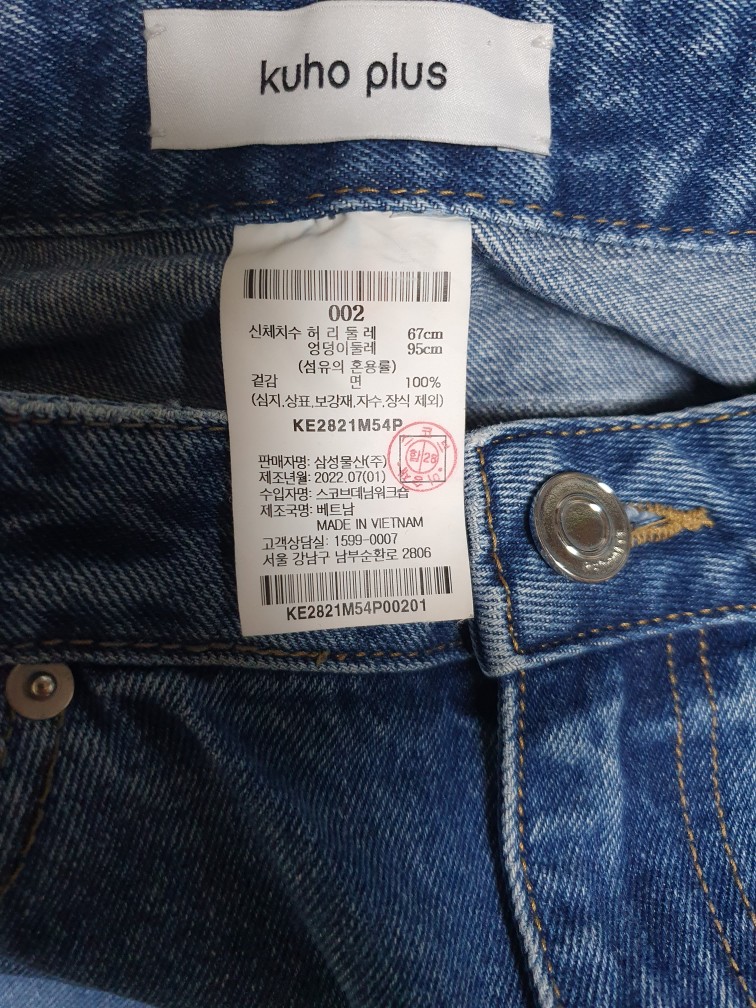 kuho plus
002
신체치수 허 리 둘 레 67cm
엉덩이둘레 95cm
(섬유의 혼용률)
겉감 면 100%
(심지,상표,보강재,자수,장식 제외)
KE2821M54P
판매자명: 삼성물산(주)
제조년월: 2022.07(01)
수입자명: 스코브데님워크숍
제조국명: 베트남
MADE IN VIETNAM
고객상담실: 1599-0007
서울 강남구 남부순환로 2806
KE2821M54P00201